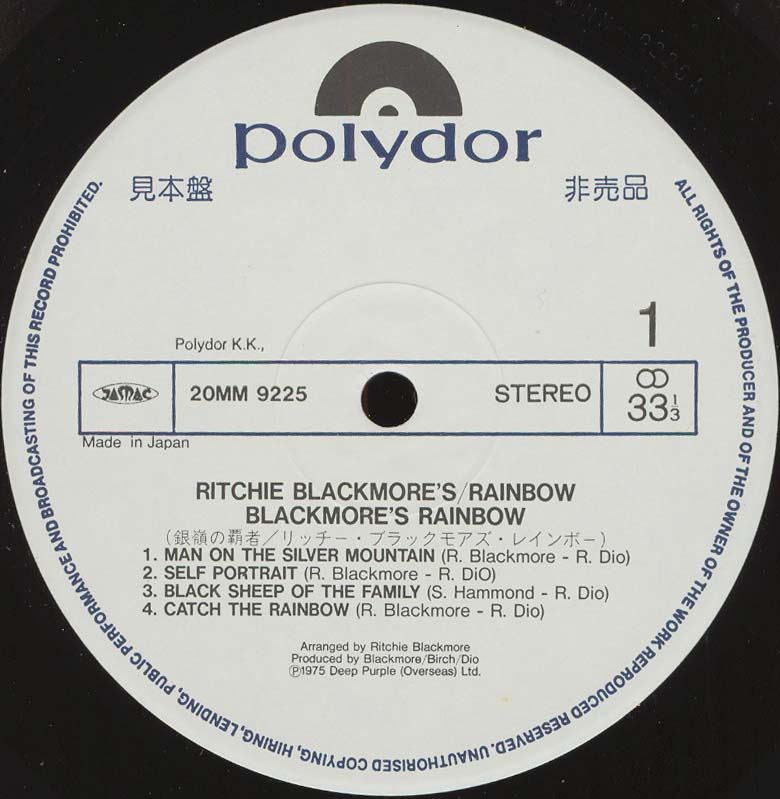 polydor
見本盤
非売品
1
Polydor K.K.,
JASRAC
20MM 9225
STEREO
33 1/3
Made in Japan
RITCHIE BLACKMORE'S/RAINBOW
BLACKMORE'S RAINBOW
(銀嶺の覇者/リッチー・ブラックモアズ・レインボー)
1. MAN ON THE SILVER MOUNTAIN (R. Blackmore - R. Dio)
2. SELF PORTRAIT (R. Blackmore - R. DiO)
3. BLACK SHEEP OF THE FAMILY (S. Hammond - R. Dio)
4. CATCH THE RAINBOW (R. Blackmore - R. Dio)
Arranged by Ritchie Blackmore
Produced by Blackmore/Birch/Dio
Ⓟ1975 Deep Purple (Overseas) Ltd.
ALL RIGHTS OF THE PRODUCER AND OF THE OWNER OF THE WORK REPRODUCED RESERVED. UNAUTHORISED COPYING, HIRING, LENDING, PUBLIC PERFORMANCE AND BROADCASTING OF THIS RECORD PROHIBITED.